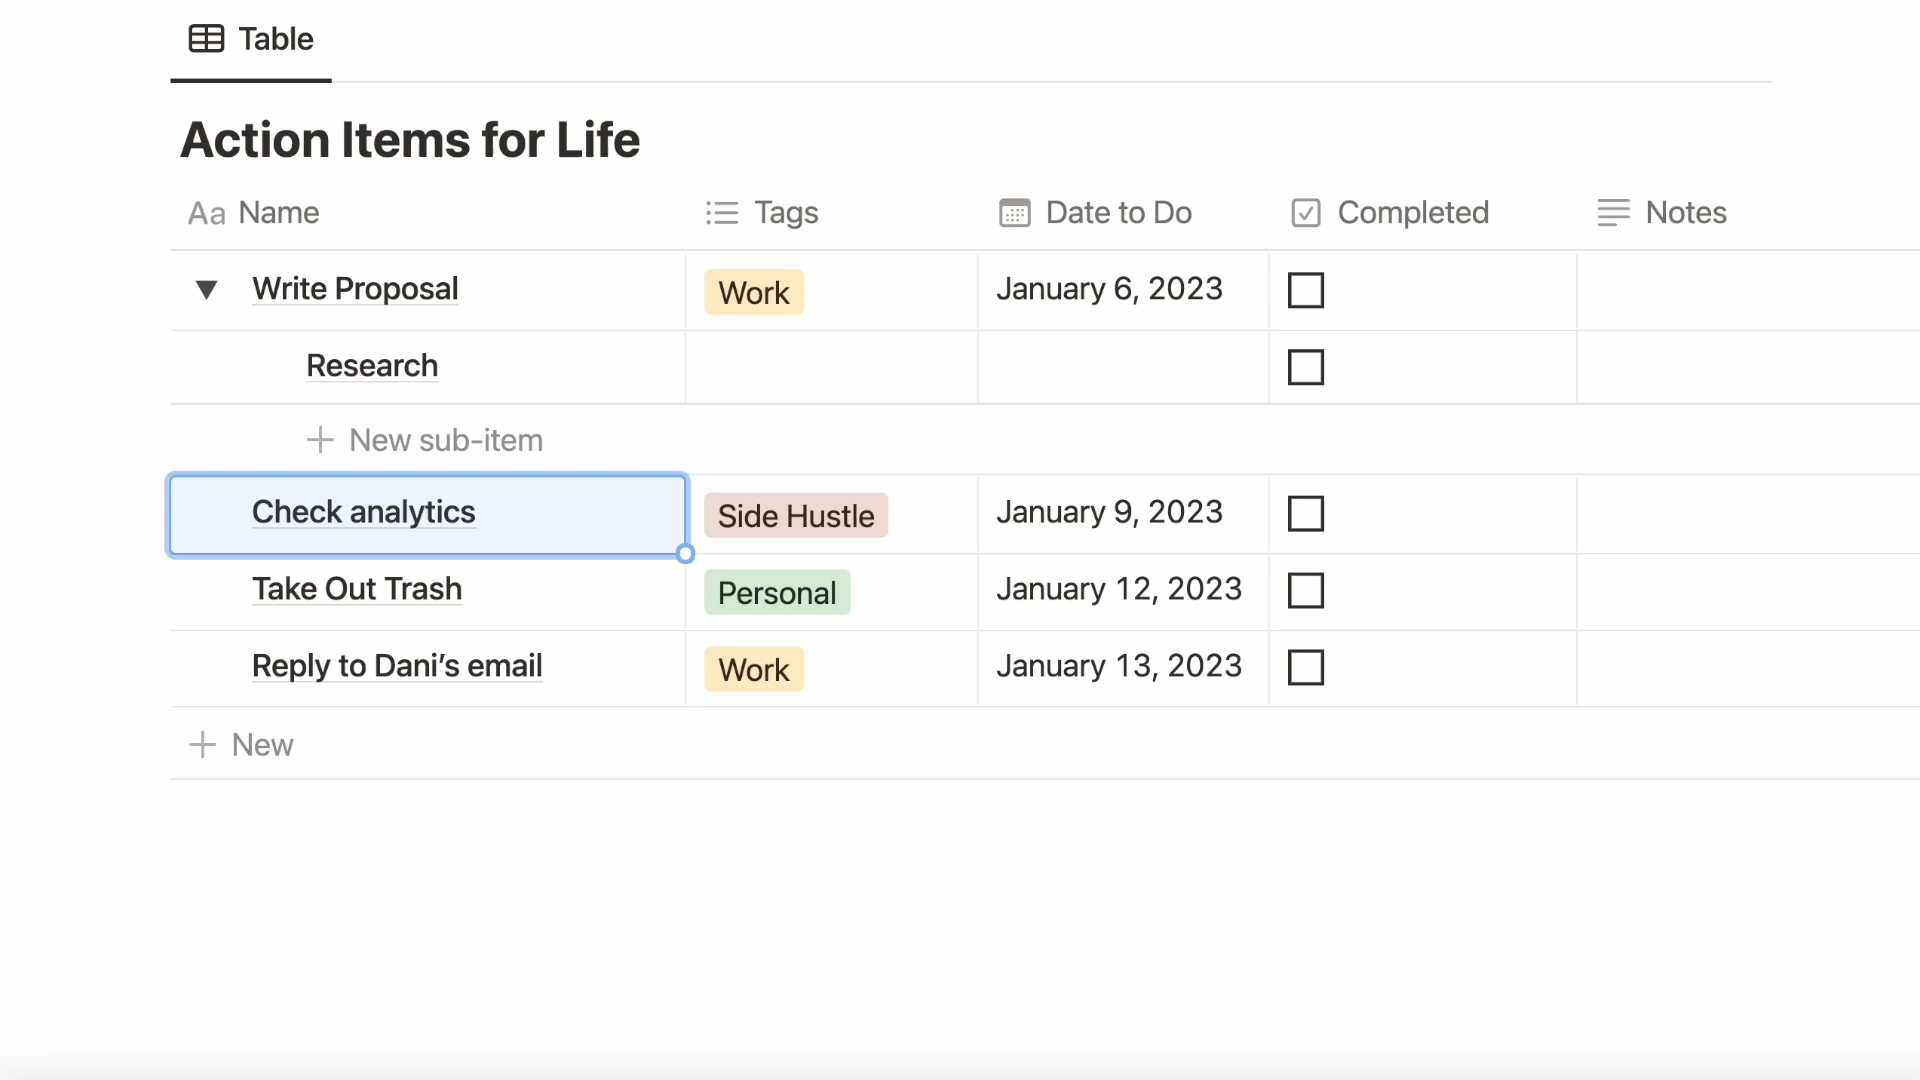 Table
Action Items for Life
Aa Name Tags Date to Do Completed Notes
Write Proposal Work January 6, 2023
Research
+ New sub-item
Check analytics Side Hustle January 9, 2023
Take Out Trash Personal January 12, 2023
Reply to Dani’s email Work January 13, 2023
+ New